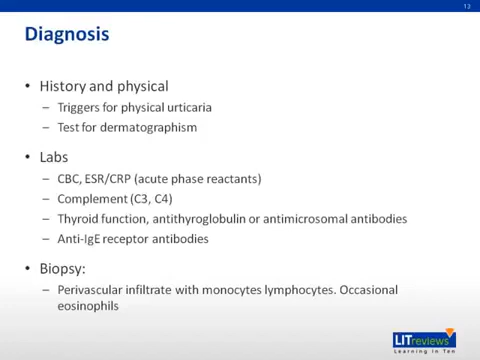 13
Diagnosis
• History and physical
– Triggers for physical urticaria
– Test for dermatographism
• Labs
– CBC, ESR/CRP (acute phase reactants)
– Complement (C3, C4)
– Thyroid function, antithyroglobulin or antimicrosomal antibodies
– Anti-IgE receptor antibodies
• Biopsy:
– Perivascular infiltrate with monocytes lymphocytes. Occasional
eosinophils
LITreviews
Learning in Ten